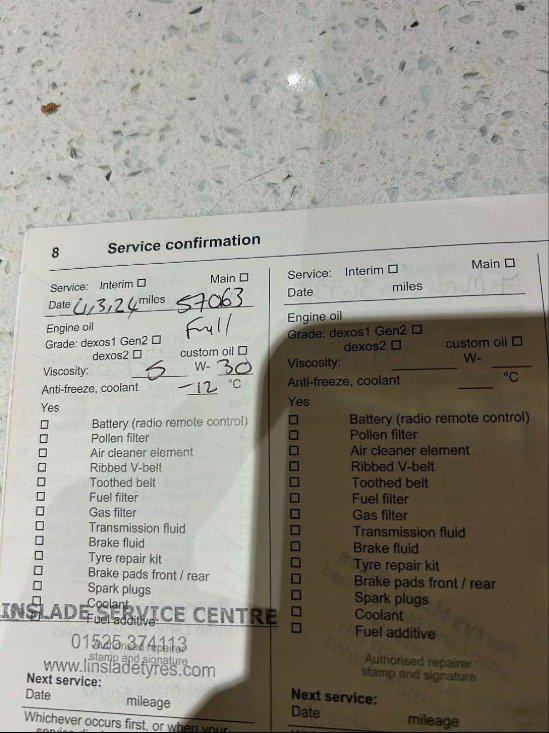 8 Service confirmation
Service: Interim ☐ Main ☐
Date 4,3,24 miles 57063
Engine oil Full
Grade: dexos1 Gen2 ☐
dexos2 ☐ custom oil ☐
Viscosity: 5 W- 30
Anti-freeze, coolant -12 °C
Yes
☐ Battery (radio remote control)
☐ Pollen filter
☐ Air cleaner element
☐ Ribbed V-belt
☐ Toothed belt
☐ Fuel filter
☐ Gas filter
☐ Transmission fluid
☐ Brake fluid
☐ Tyre repair kit
☐ Brake pads front / rear
☐ Spark plugs
☐ Coolant
☐ Fuel additive
LINSLADE SERVICE CENTRE
01525 374113
Authorised repairer
stamp and signature
www.linsladetyres.com
Next service:
Date mileage
Whichever occurs first, or when your
service
Service: Interim ☐ Main ☐
Date miles
Engine oil
Grade: dexos1 Gen2 ☐
dexos2 ☐ custom oil ☐
Viscosity: W-
Anti-freeze, coolant °C
Yes
☐ Battery (radio remote control)
☐ Pollen filter
☐ Air cleaner element
☐ Ribbed V-belt
☐ Toothed belt
☐ Fuel filter
☐ Gas filter
☐ Transmission fluid
☐ Brake fluid
☐ Tyre repair kit
☐ Brake pads front / rear
☐ Spark plugs
☐ Coolant
☐ Fuel additive
Authorised repairer
stamp and signature
Next service:
Date mileage